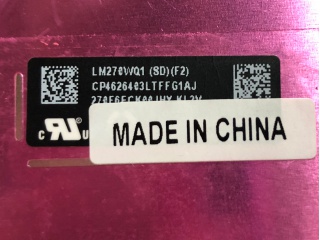 LM270WQ1 (SD)(F2)
CP4626403LTFFG1AJ
MADE IN CHINA